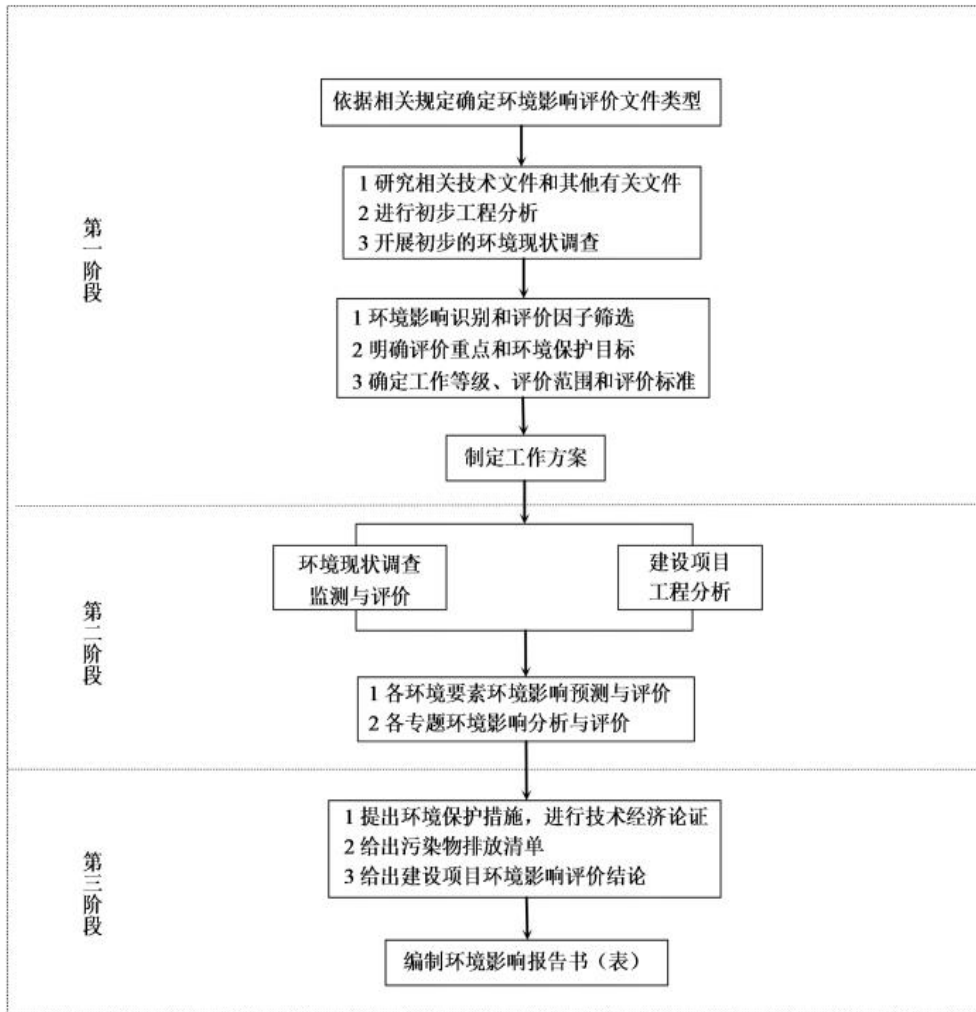 依据相关规定确定环境影响评价文件类型
1 研究相关技术文件和其他有关文件
2 进行初步工程分析
3 开展初步的环境现状调查
第一阶段
1 环境影响识别和评价因子筛选
2 明确评价重点和环境保护目标
3 确定工作等级、评价范围和评价标准
制定工作方案
环境现状调查
监测与评价
建设项目
工程分析
第二阶段
1 各环境要素环境影响预测与评价
2 各专题环境影响分析与评价
1 提出环境保护措施，进行技术经济论证
2 给出污染物排放清单
3 给出建设项目环境影响评价结论
第三阶段
编制环境影响报告书（表）